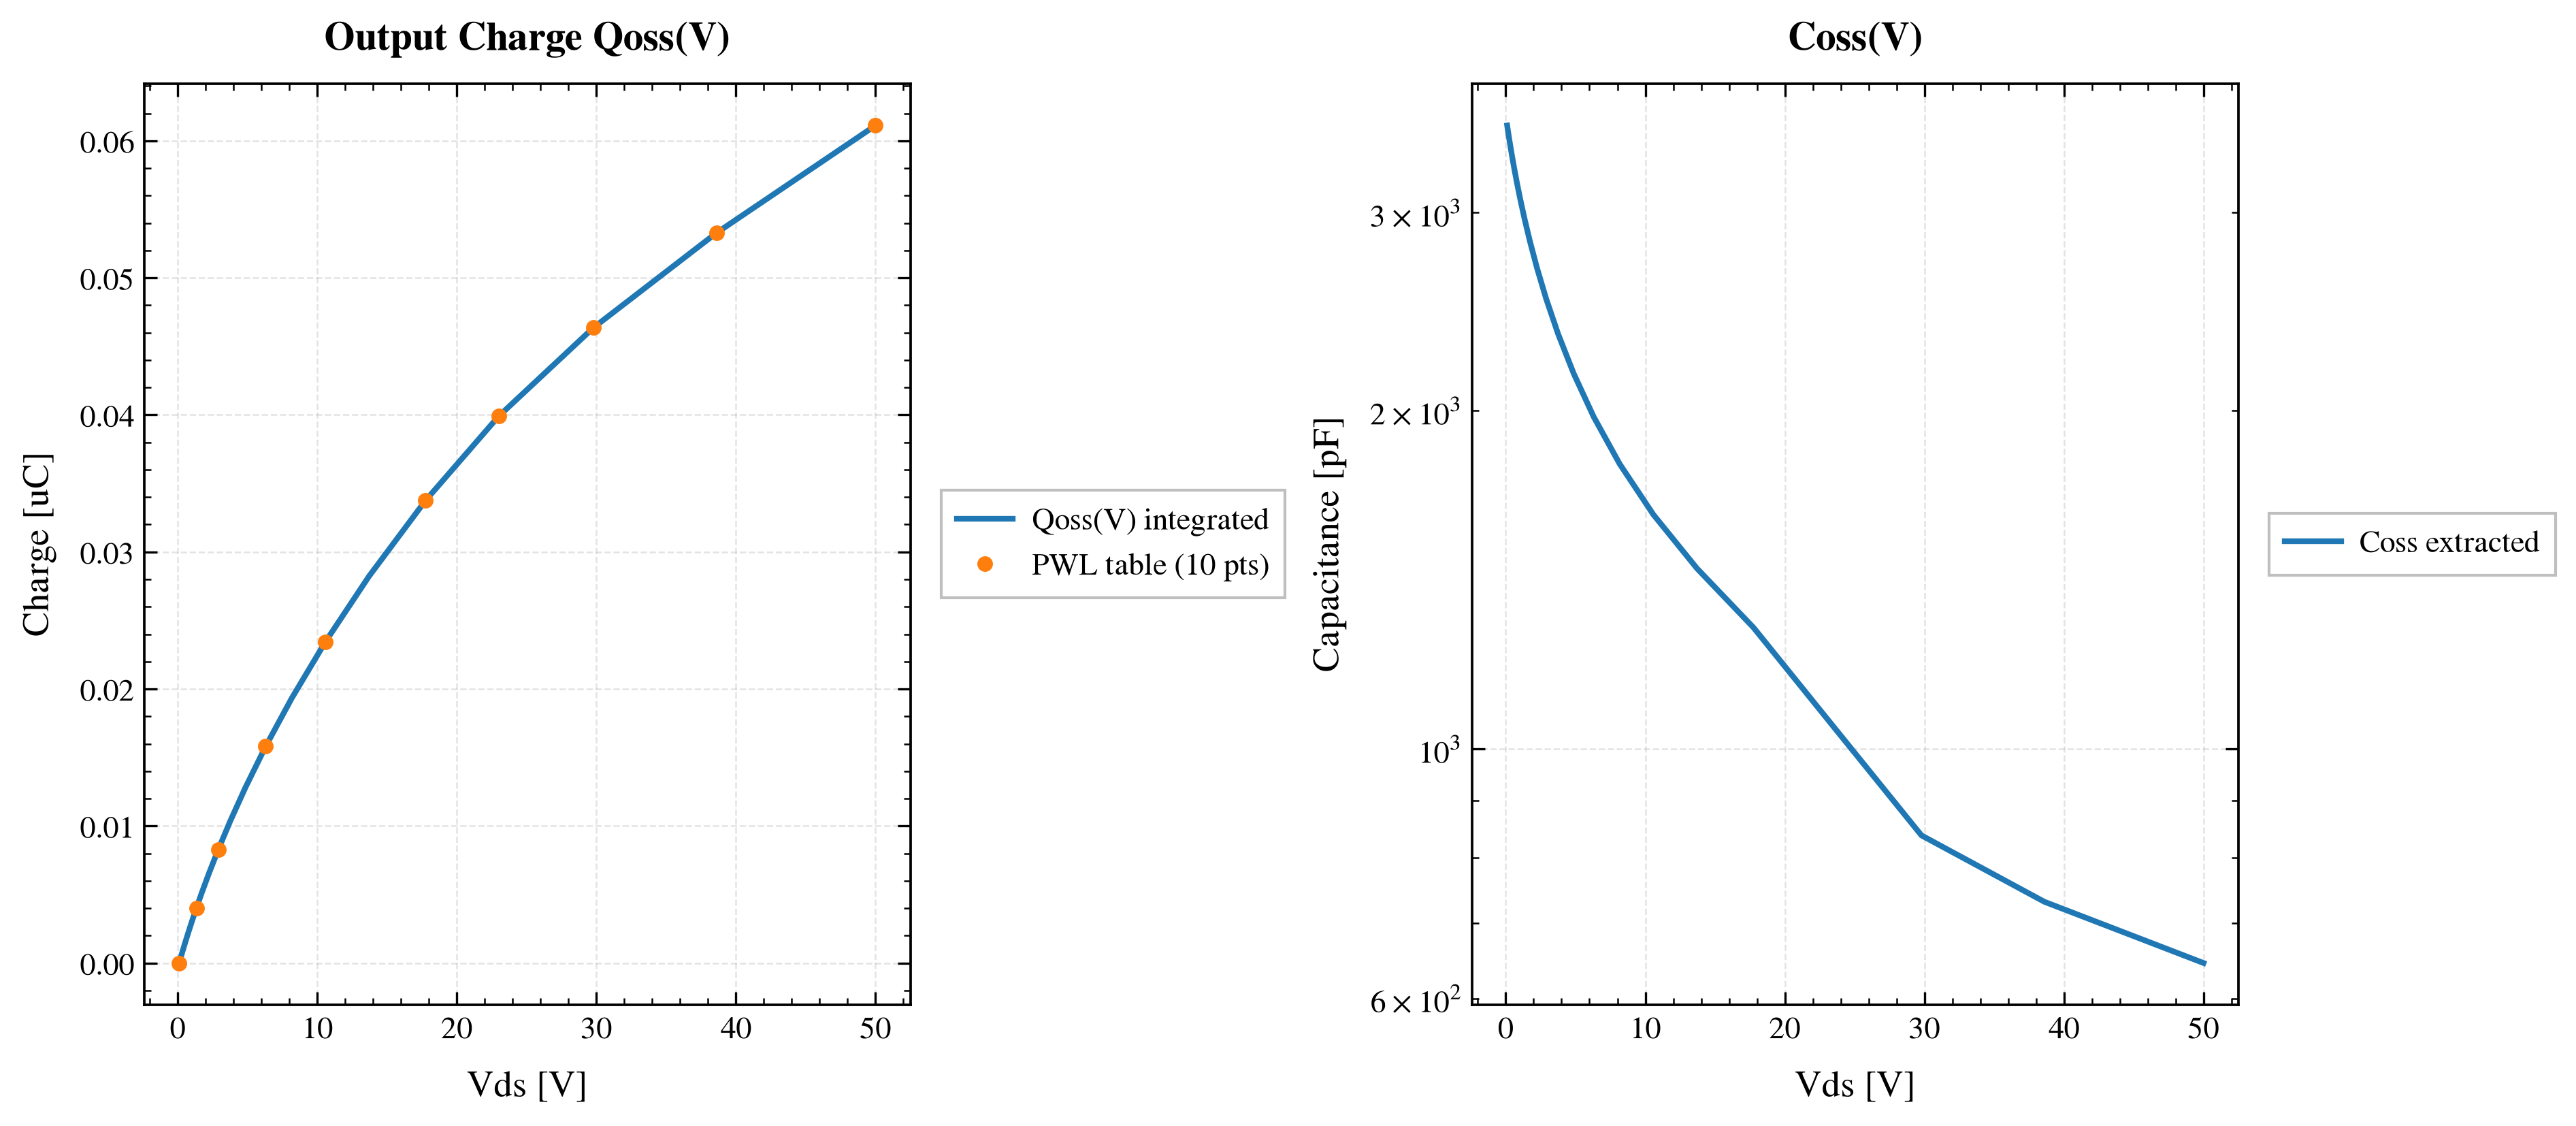 Output Charge Qoss(V)
Charge [uC]
0.06
0.05
0.04
0.03
0.02
0.01
0.00
0 10 20 30 40 50
Vds [V]
Qoss(V) integrated
PWL table (10 pts)
Coss(V)
Capacitance [pF]
3 × 10³
2 × 10³
10³
6 × 10²
0 10 20 30 40 50
Vds [V]
Coss extracted